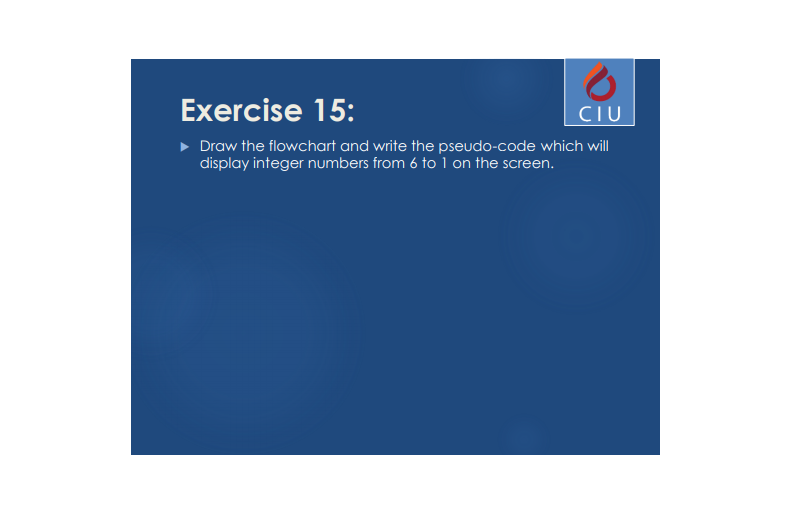 CIU
Exercise 15:
Draw the flowchart and write the pseudo-code which will
display integer numbers from 6 to 1 on the screen.